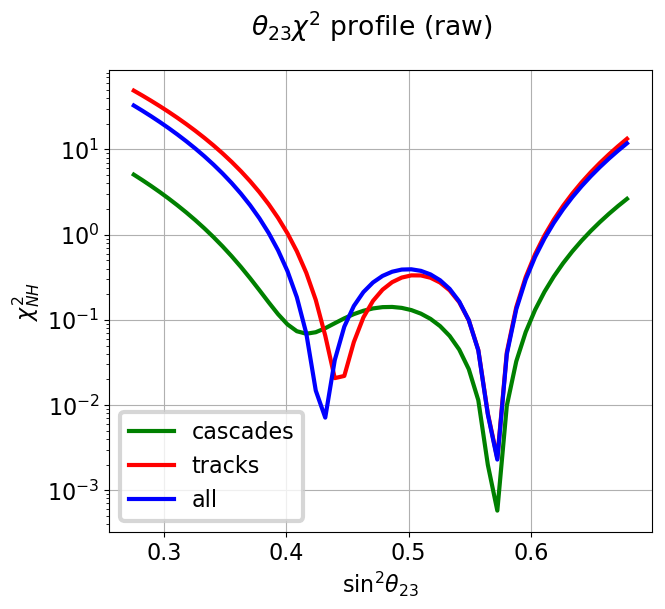 θ₂₃χ² profile (raw)
10¹
10⁰
10⁻¹
10⁻²
10⁻³
χ²_NH
cascades
tracks
all
0.3 0.4 0.5 0.6
sin²θ₂₃